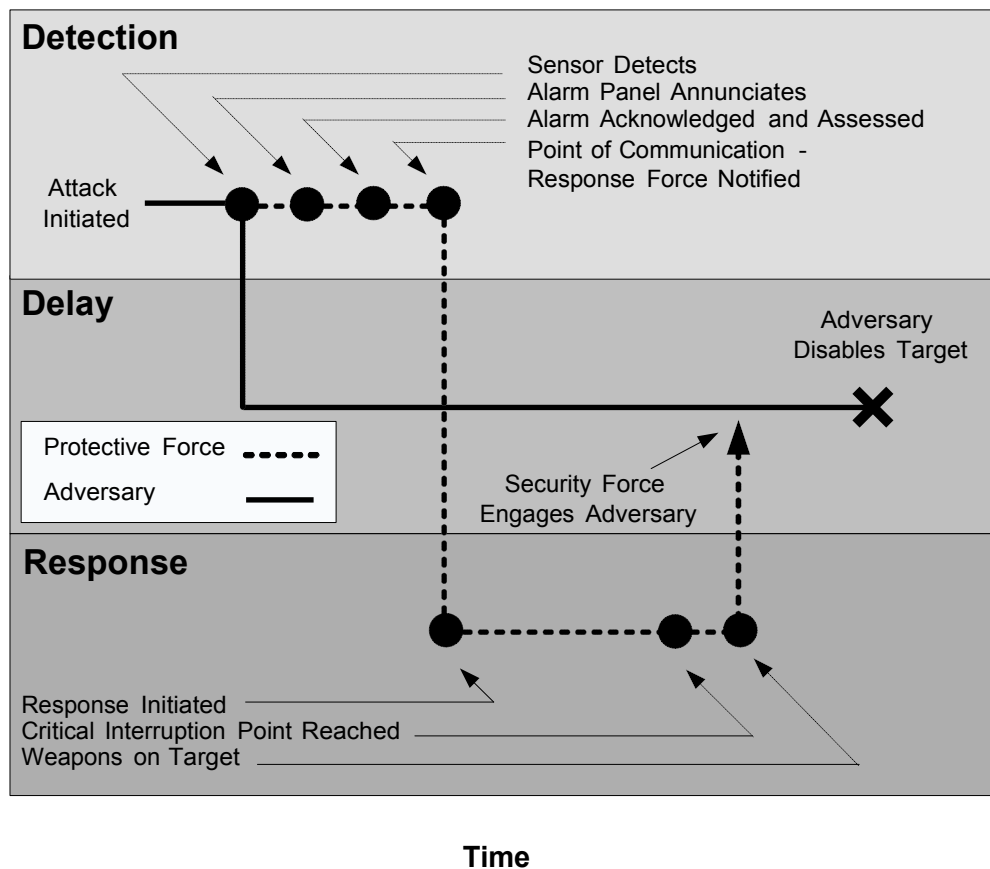 Detection
Sensor Detects
Alarm Panel Annunciates
Alarm Acknowledged and Assessed
Point of Communication -
Response Force Notified
Attack
Initiated
Delay
Adversary
Disables Target
Protective Force
Adversary
Security Force
Engages Adversary
Response
Response Initiated
Critical Interruption Point Reached
Weapons on Target
Time